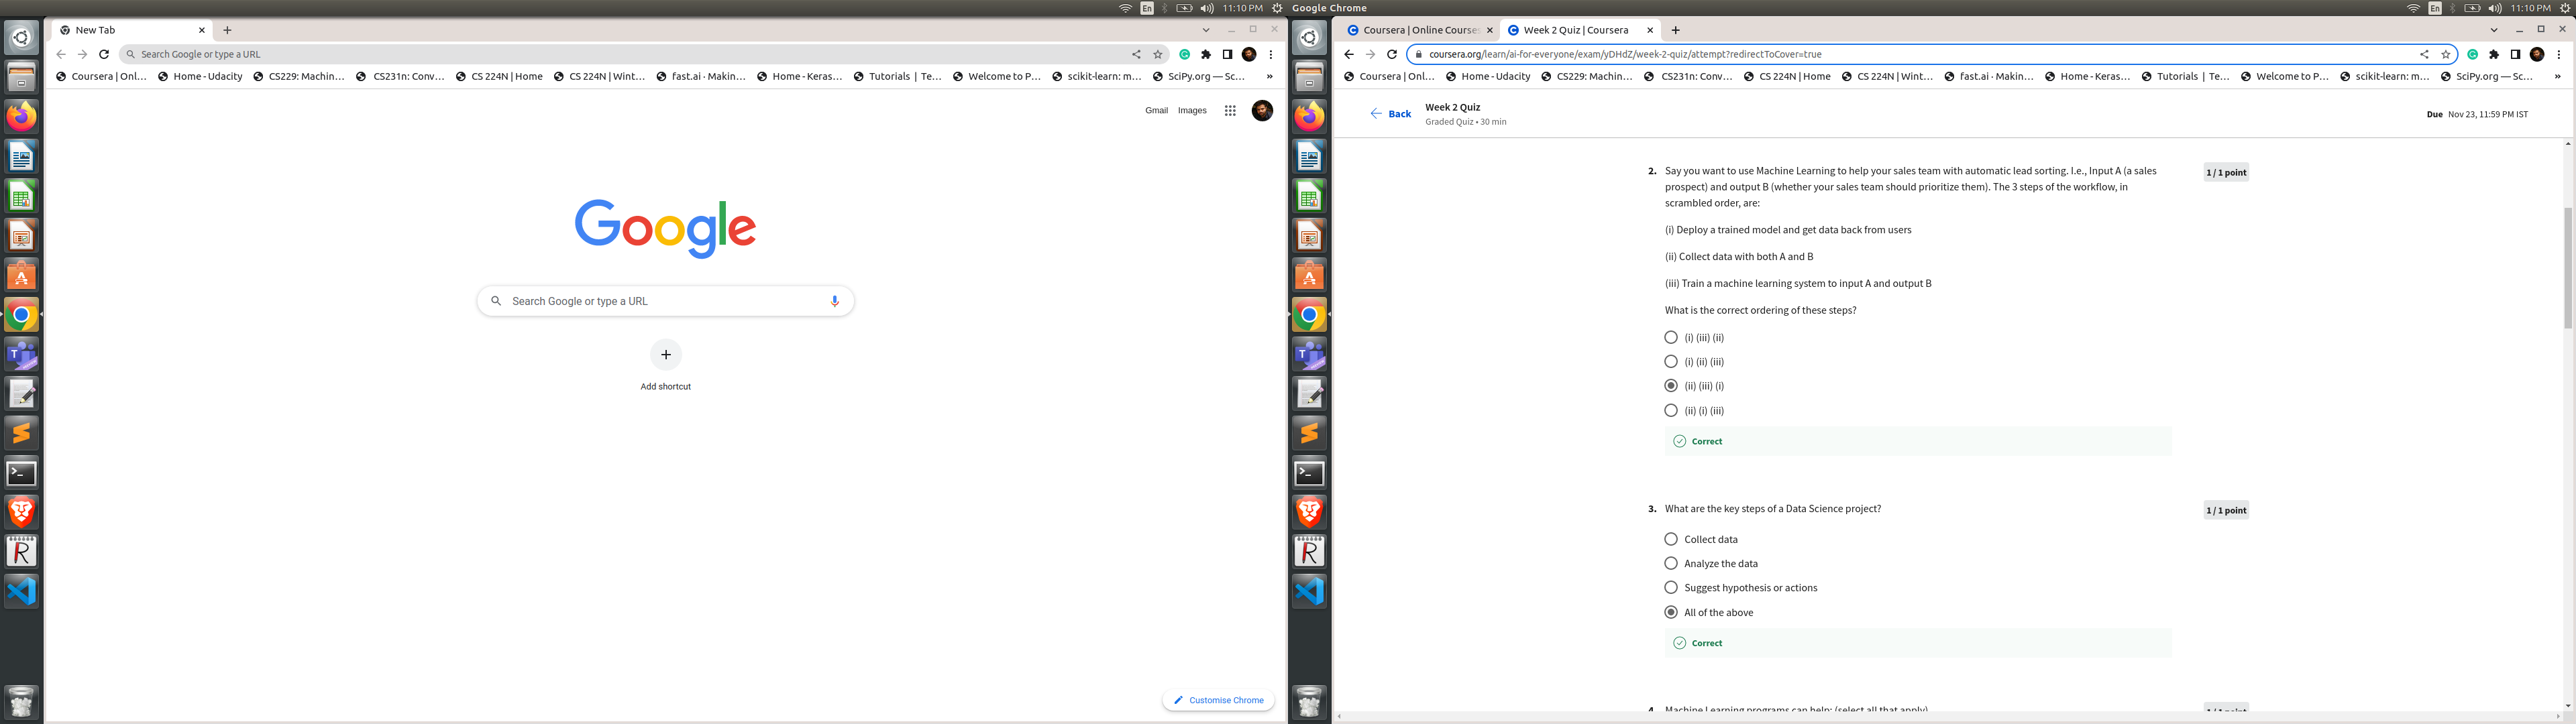 En
11:10 PM
Google Chrome
En
11:10 PM
New Tab
Search Google or type a URL
Coursera | Onl...
Home - Udacity
CS229: Machin...
CS231n: Conv...
CS 224N | Home
CS 224N | Wint...
fast.ai · Makin...
Home - Keras...
Tutorials | Te...
Welcome to P...
scikit-learn: m...
SciPy.org — Sc...
»
Gmail
Images
Google
Search Google or type a URL
Add shortcut
Customise Chrome
Coursera | Online Course
Week 2 Quiz | Coursera
coursera.org/learn/ai-for-everyone/exam/yDHdZ/week-2-quiz/attempt?redirectToCover=true
Coursera | Onl...
Home - Udacity
CS229: Machin...
CS231n: Conv...
CS 224N | Home
CS 224N | Wint...
fast.ai · Makin...
Home - Keras...
Tutorials | Te...
Welcome to P...
scikit-learn: m...
SciPy.org — Sc...
»
Back
Week 2 Quiz
Graded Quiz • 30 min
Due Nov 23, 11:59 PM IST
2. Say you want to use Machine Learning to help your sales team with automatic lead sorting. I.e., Input A (a sales
prospect) and output B (whether your sales team should prioritize them). The 3 steps of the workflow, in
scrambled order, are:
1 / 1 point
(i) Deploy a trained model and get data back from users
(ii) Collect data with both A and B
(iii) Train a machine learning system to input A and output B
What is the correct ordering of these steps?
(i) (iii) (ii)
(i) (ii) (iii)
(ii) (iii) (i)
(ii) (i) (iii)
Correct
3. What are the key steps of a Data Science project?
1 / 1 point
Collect data
Analyze the data
Suggest hypothesis or actions
All of the above
Correct
4. Machine Learning programs can help: (select all that apply)
1 / 1 point